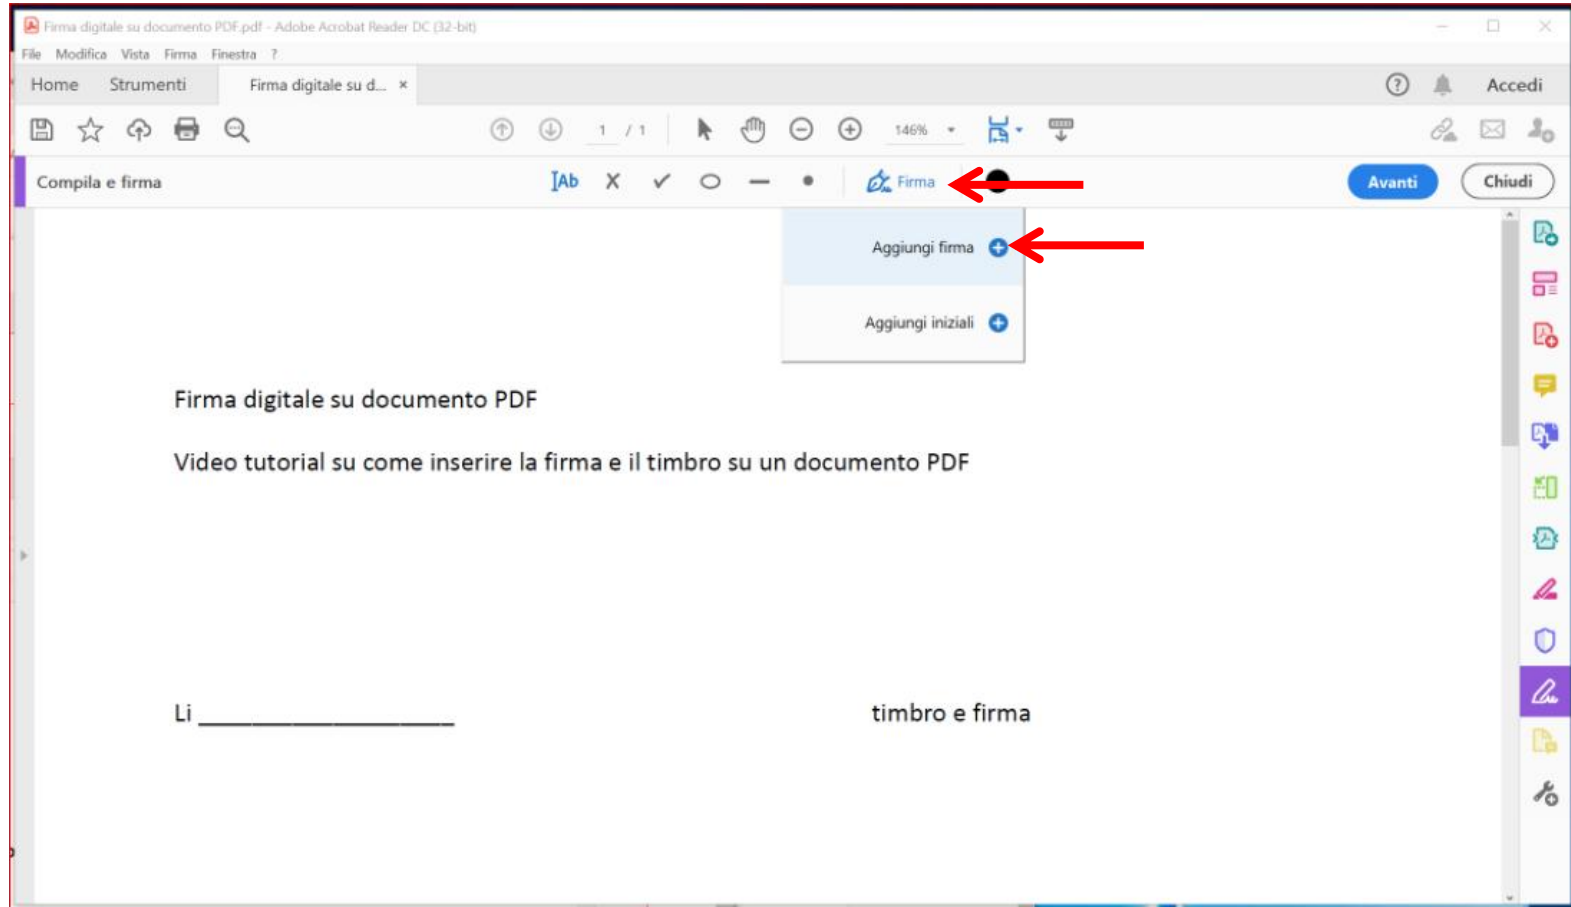 Firma digitale su documento PDF.pdf - Adobe Acrobat Reader DC (32-bit)
File Modifica Vista Firma Finestra ?
Home Strumenti Firma digitale su d... × Accedi
1 / 1 146%
Compila e firma IAb Firma Avanti Chiudi
Aggiungi firma
Aggiungi iniziali
Firma digitale su documento PDF
Video tutorial su come inserire la firma e il timbro su un documento PDF
Li ____________________ timbro e firma